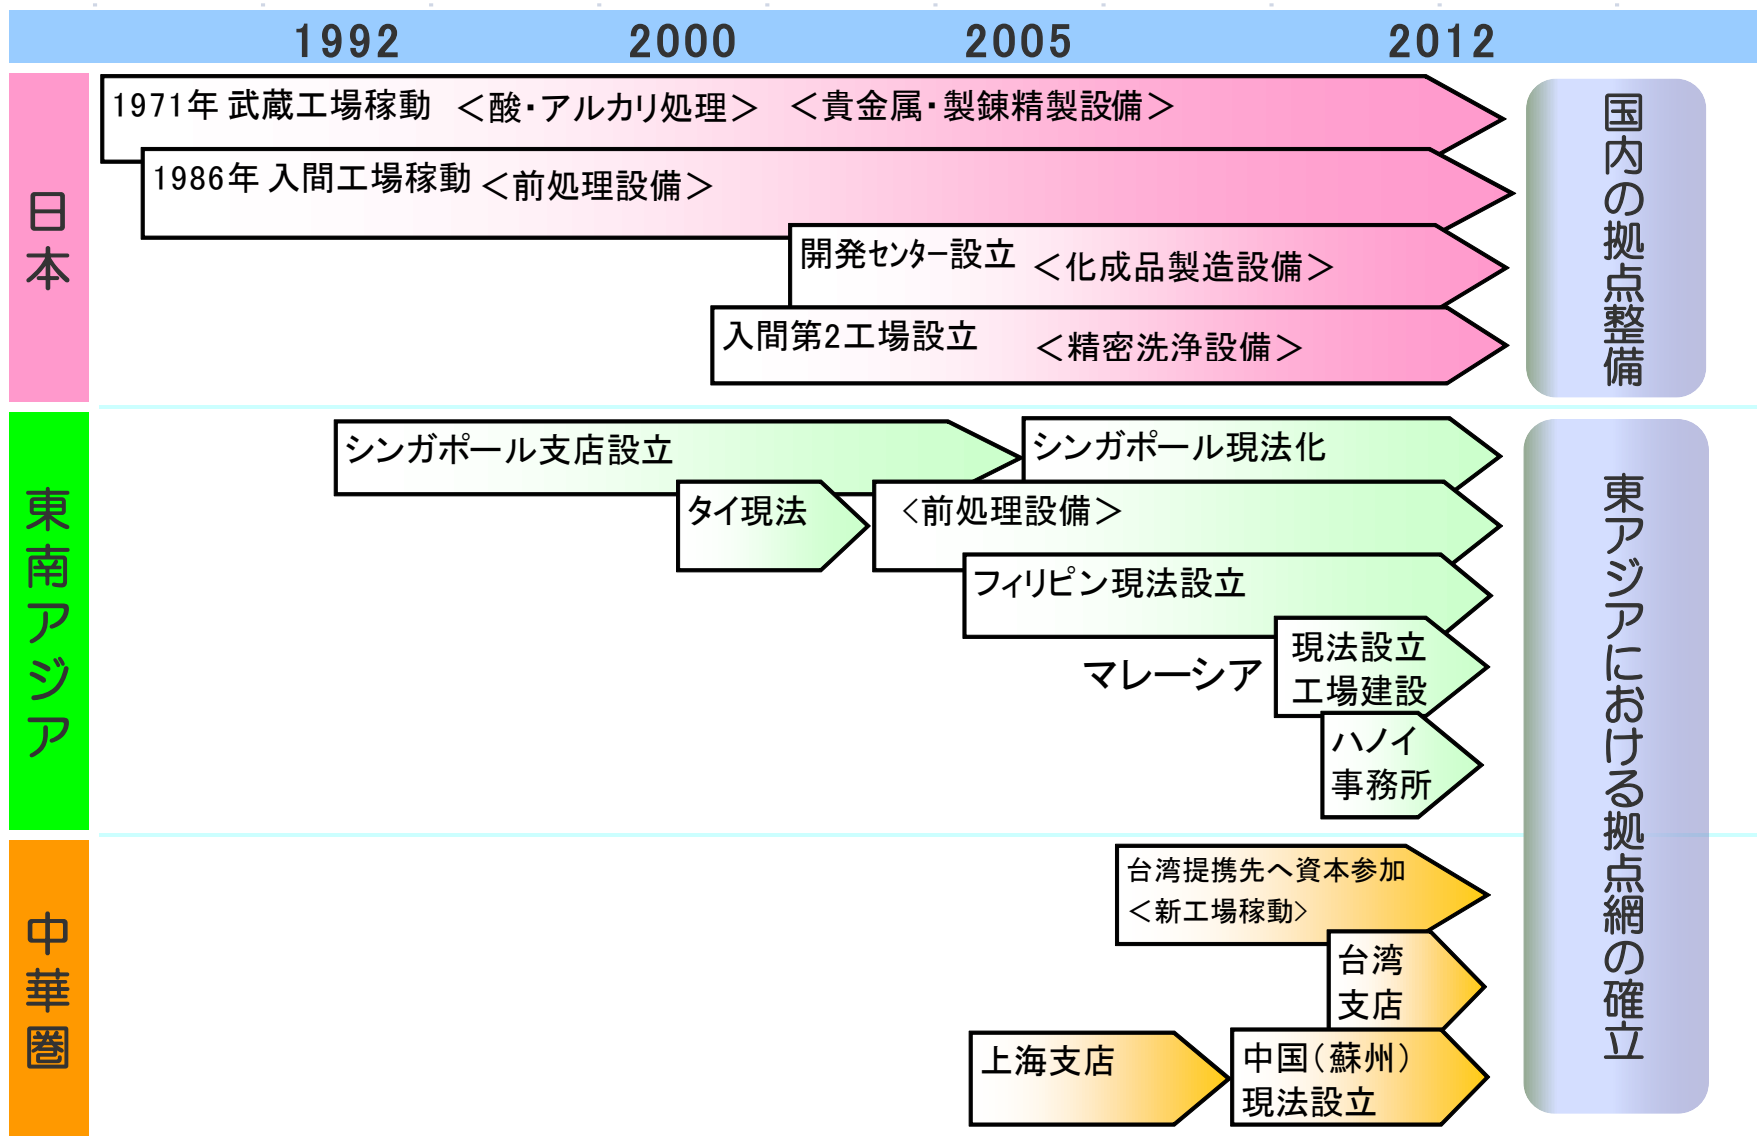 1992 2000 2005 2012
日本
1971年 武蔵工場稼動 ＜酸・アルカリ処理＞ ＜貴金属・製錬精製設備＞
1986年 入間工場稼動 ＜前処理設備＞
開発センター設立 ＜化成品製造設備＞
入間第2工場設立 ＜精密洗浄設備＞
国内の拠点整備
東南アジア
シンガポール支店設立
シンガポール現法化
タイ現法
＜前処理設備＞
フィリピン現法設立
マレーシア
現法設立
工場建設
ハノイ
事務所
東アジアにおける拠点網の確立
中華圏
台湾提携先へ資本参加
＜新工場稼動＞
台湾
支店
上海支店
中国（蘇州）
現法設立